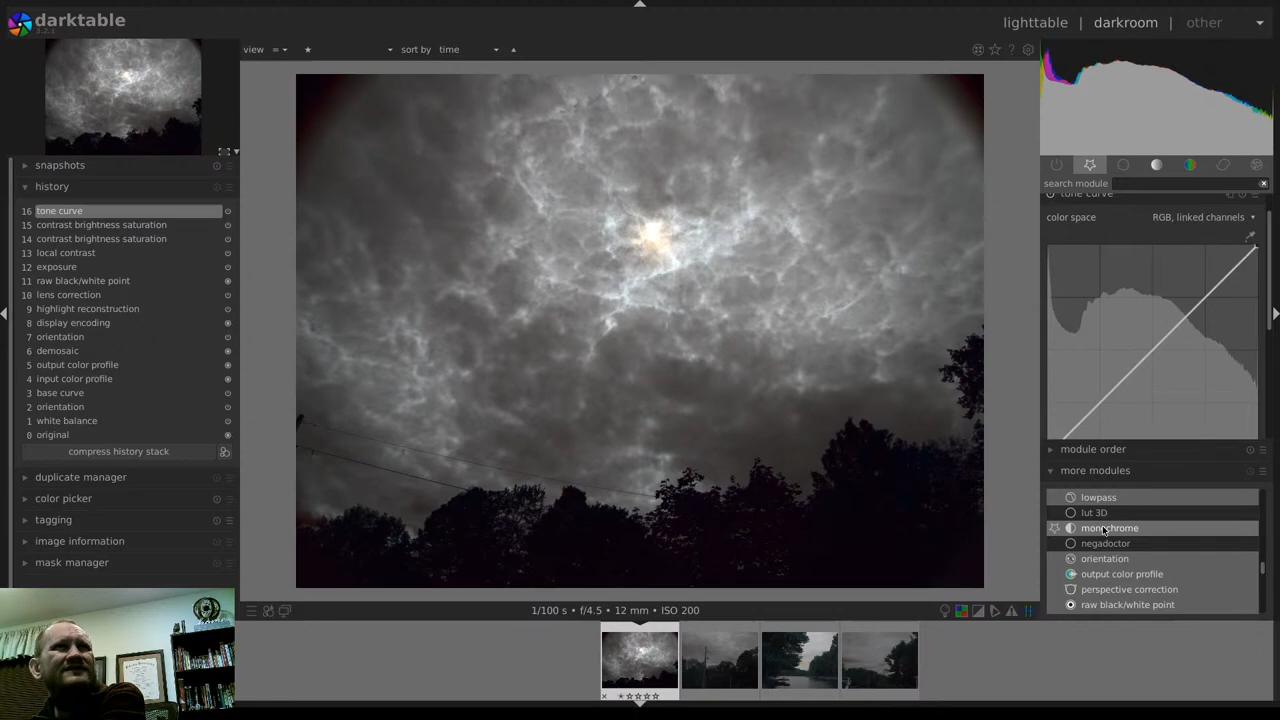 darktable
3.2.1
lighttable | darkroom | other
view = ★ sort by time
search module
snapshots
history
16 tone curve
15 contrast brightness saturation
14 contrast brightness saturation
13 local contrast
12 exposure
11 raw black/white point
10 lens correction
9 highlight reconstruction
8 display encoding
7 orientation
6 demosaic
5 output color profile
4 input color profile
3 base curve
2 orientation
1 white balance
0 original
compress history stack
duplicate manager
color picker
tagging
image information
mask manager
tone curve
color space RGB, linked channels
module order
more modules
lowpass
lut 3D
monochrome
negadoctor
orientation
output color profile
perspective correction
raw black/white point
1/100 s • f/4.5 • 12 mm • ISO 200